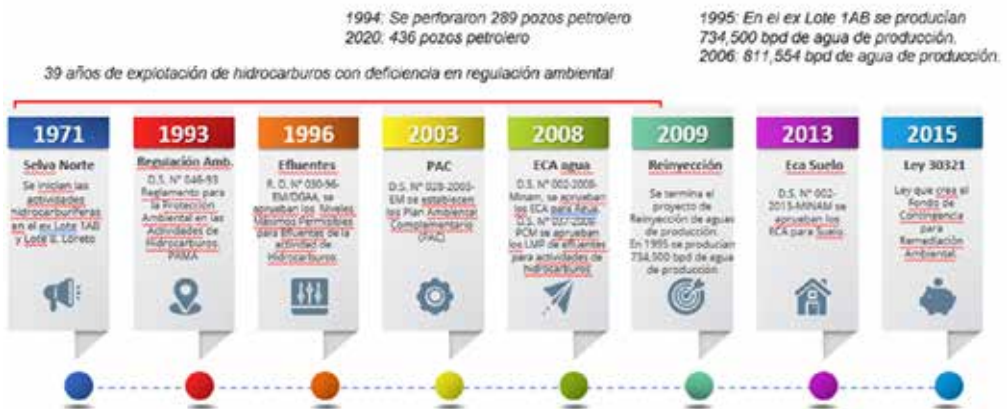 1994: Se perforaron 289 pozos petrolero
2020: 436 pozos petrolero
1995: En el ex Lote 1AB se producían
734,500 bpd de agua de producción.
2006: 811,554 bpd de agua de producción.
39 años de explotación de hidrocarburos con deficiencia en regulación ambiental
1971
Selva Norte
Se inician las
actividades
hidrocarburíferas
en el ex Lote 1AB
y Lote 8, Loreto
1993
Regulación Amb.
D.S. N° 046-93
Reglamento para
la Protección
Ambiental en las
Actividades de
Hidrocarburos.
PAMA
1996
Efluentes
R. D. N° 030-96-
EM/DGAA, se
aprueban los Niveles
Máximos Permisibles
para Efluentes de la
actividad de
Hidrocarburos.
2003
PAC
D.S. N° 028-2003-
EM se establecen
los Plan Ambiental
Complementario
(PAC)
2008
ECA agua
D.S. N° 002-2008-
Minam, se aprueban
los ECA para Agua.
D.S. N° 037-2008-
PCM se aprueban
los LMP de efluentes
para actividades de
hidrocarburos
2009
Reinyección
Se termina el
proyecto de
Reinyección de aguas
de producción.
En 1995 se producían
734,500 bpd de agua
de producción
2013
Eca Suelo
D.S. N° 002-
2013-MINAM se
aprueban los
ECA para Suelo.
2015
Ley 30321
Ley que crea el
Fondo de
Contingencia
para
Remediación
Ambiental.